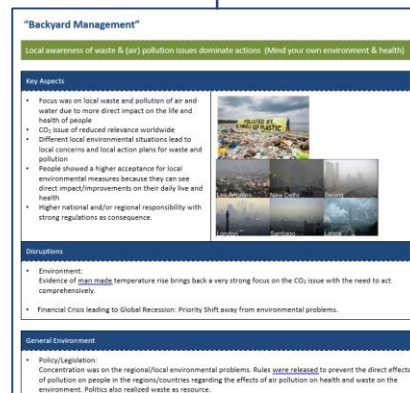 "Backyard Management"
Local awareness of waste & (air) pollution issues dominate actions  (Mind your own environment & health)
Key Aspects
• Focus was on local waste and pollution of air and
water due to more direct impact on the life and
health of people
• CO₂ issue of reduced relevance worldwide
• Different local environmental situations lead to
local concerns and local action plans for waste and
pollution
• People showed a higher acceptance for local
environmental measures because they can see
direct impact/improvements on their daily live and
health
• Higher national and/or regional responsibility with
strong regulations as consequence.
POLLUTED BY
PLASTIC
Los Angeles
New Delhi
Beijing
London
Santiago
Lagos
Disruptions
• Environment:
Evidence of man made temperature rise brings back a very strong focus on the CO₂ issue with the need to act
comprehensively.
• Financial Crisis leading to Global Recession: Priority Shift away from environmental problems.
General Environment
• Policy/Legislation:
Concentration was on the regional/local environmental problems. Rules were released to prevent the direct effects
of pollution on people in the regions/countries regarding the effects of air pollution on health and waste on the
environment. Politics also realized waste as resource.